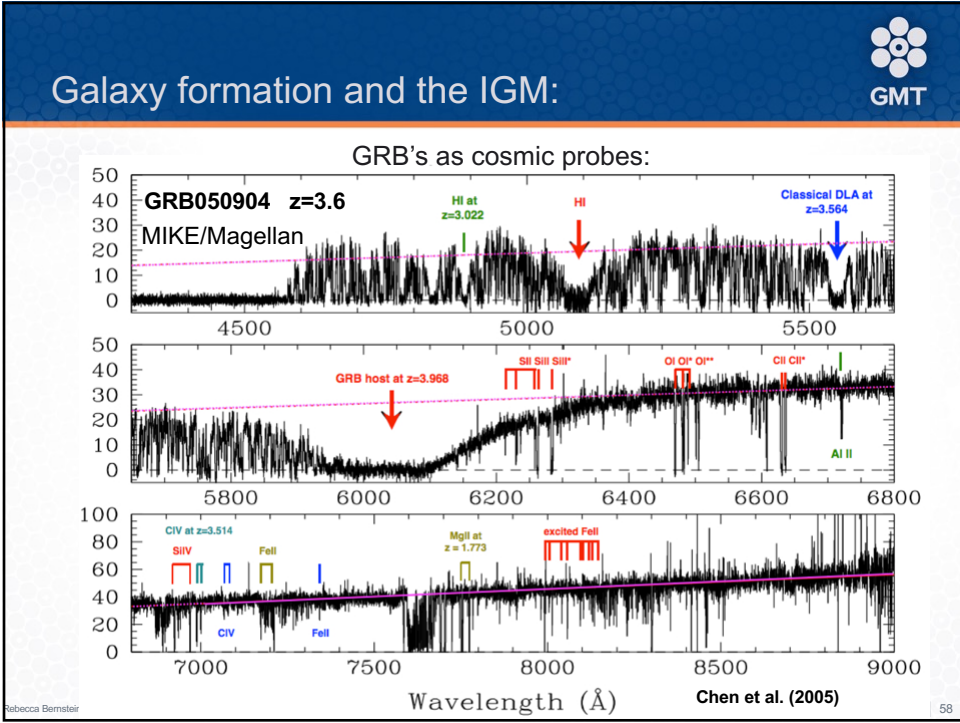 Galaxy formation and the IGM:
GMT
GRB's as cosmic probes:
GRB050904 z=3.6
MIKE/Magellan
HI at
z=3.022
HI
Classical DLA at
z=3.564
50
40
30
20
10
0
4500 5000 5500
GRB host at z=3.968
SII SiII SiII*
OI OI* OI**
CII CII*
Al II
50
40
30
20
10
0
5800 6000 6200 6400 6600 6800
CIV at z=3.514
SiIV
FeII
MgII at
z = 1.773
excited FeII
CIV
FeII
100
80
60
40
20
0
7000 7500 8000 8500 9000
Wavelength (Å)
Chen et al. (2005)
Rebecca Bernstein
58